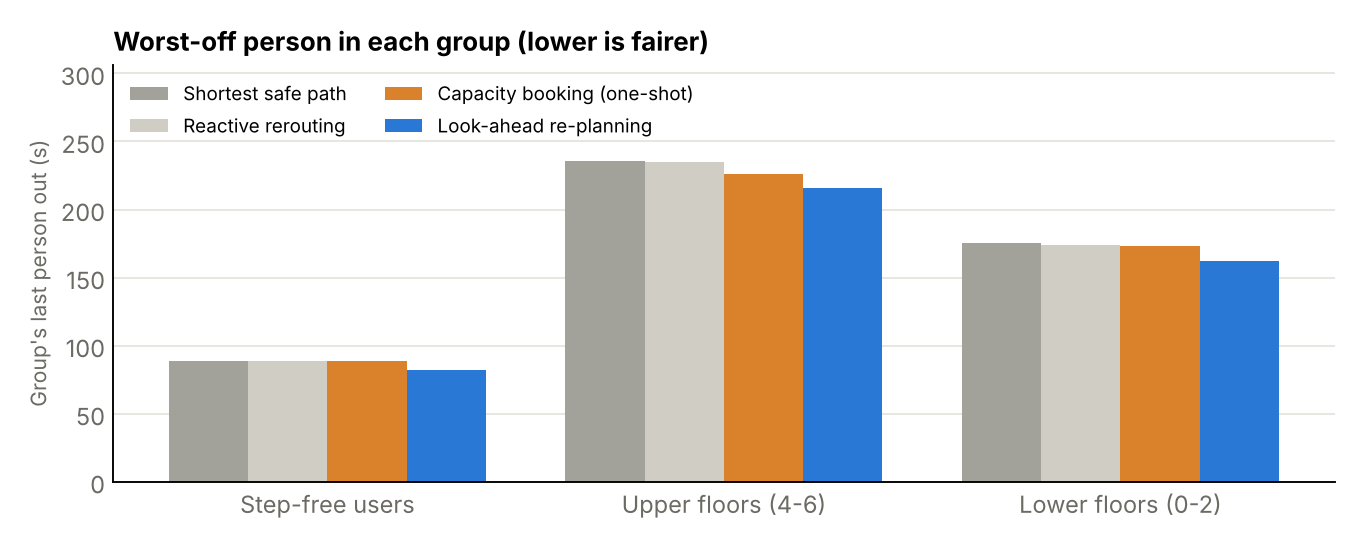 Worst-off person in each group (lower is fairer)
300
250
200
150
100
50
0
Group's last person out (s)
Shortest safe path
Reactive rerouting
Capacity booking (one-shot)
Look-ahead re-planning
Step-free users
Upper floors (4-6)
Lower floors (0-2)